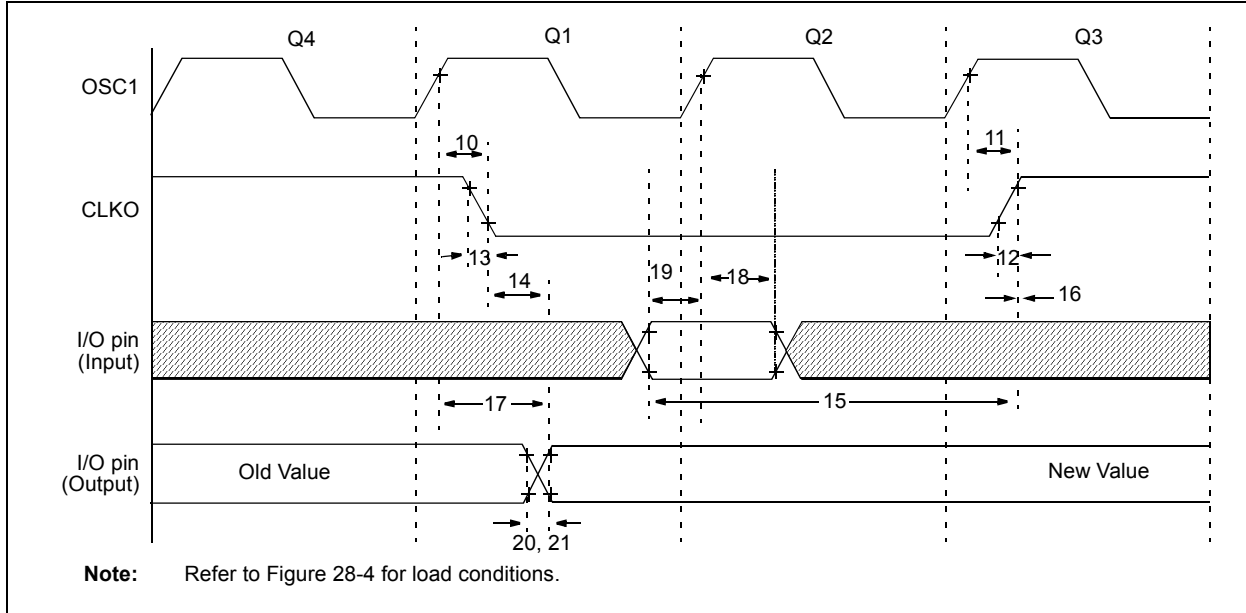 Q4 Q1 Q2 Q3
OSC1
10
11
CLKO
13
12
14
19
18
16
I/O pin
(Input)
17
15
I/O pin
(Output)
Old Value
New Value
20, 21
Note: Refer to Figure 28-4 for load conditions.